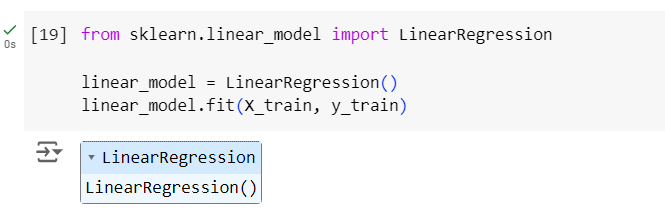 [19] from sklearn.linear_model import LinearRegression
0s
linear_model = LinearRegression()
linear_model.fit(X_train, y_train)
LinearRegression
LinearRegression()